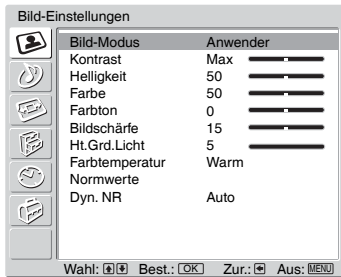 Bild-Einstellungen
Bild-Modus Anwender
Kontrast Max
Helligkeit 50
Farbe 50
Farbton 0
Bildschärfe 15
Ht.Grd.Licht 5
Farbtemperatur Warm
Normwerte
Dyn. NR Auto
Wahl: Best.: OK Zur.: Aus: MENU